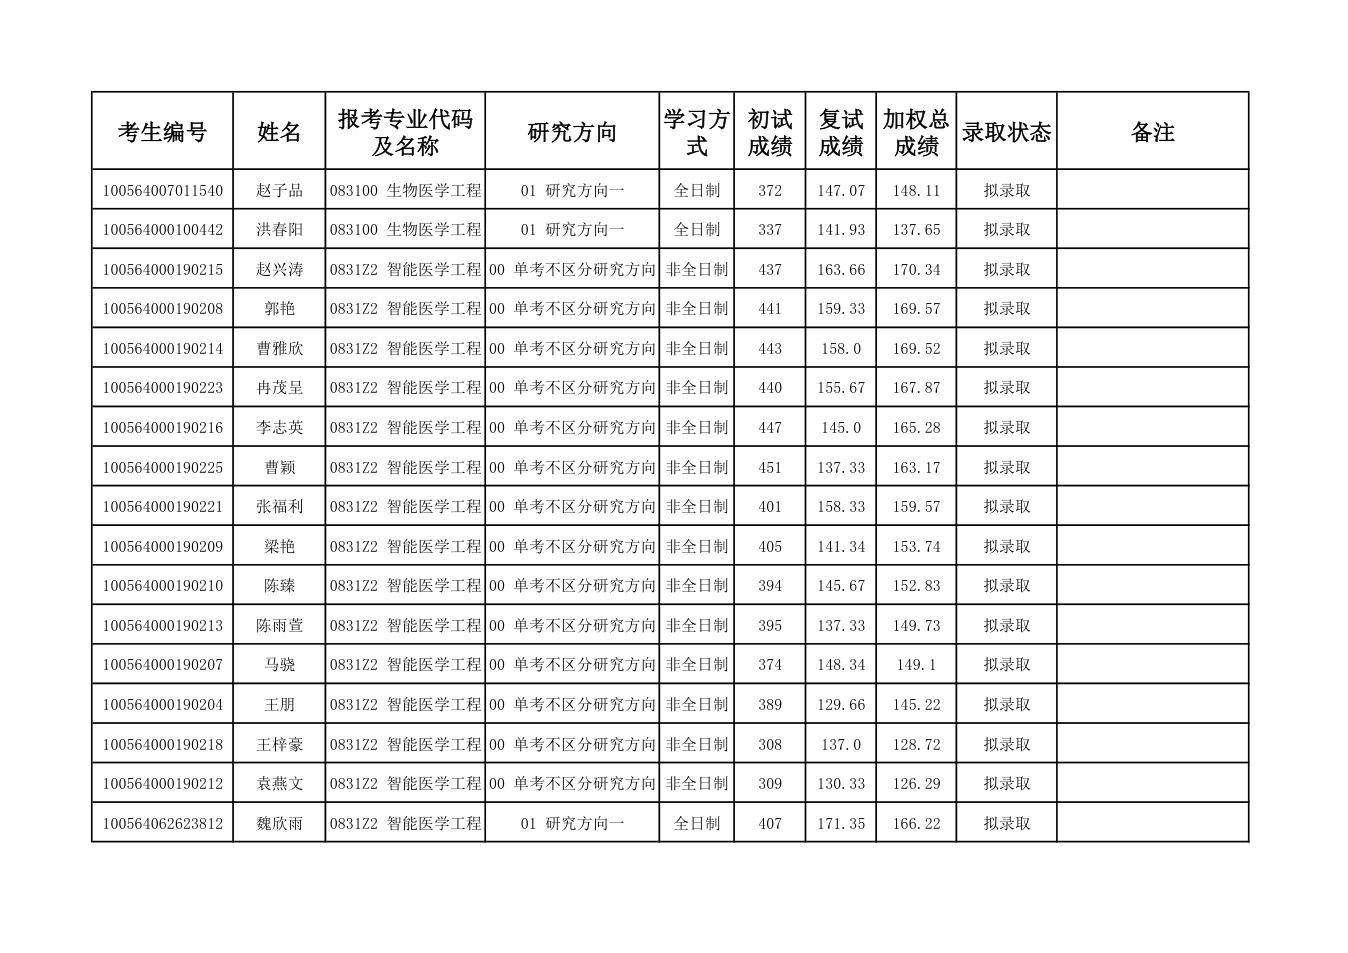 考生编号 姓名 报考专业代码及名称 研究方向 学习方式 初试成绩 复试成绩 加权总成绩 录取状态 备注
100564007011540 赵子品 083100 生物医学工程 01 研究方向一 全日制 372 147.07 148.11 拟录取
100564000100442 洪春阳 083100 生物医学工程 01 研究方向一 全日制 337 141.93 137.65 拟录取
100564000190215 赵兴涛 0831Z2 智能医学工程 00 单考不区分研究方向 非全日制 437 163.66 170.34 拟录取
100564000190208 郭艳 0831Z2 智能医学工程 00 单考不区分研究方向 非全日制 441 159.33 169.57 拟录取
100564000190214 曹雅欣 0831Z2 智能医学工程 00 单考不区分研究方向 非全日制 443 158.0 169.52 拟录取
100564000190223 冉茂呈 0831Z2 智能医学工程 00 单考不区分研究方向 非全日制 440 155.67 167.87 拟录取
100564000190216 李志英 0831Z2 智能医学工程 00 单考不区分研究方向 非全日制 447 145.0 165.28 拟录取
100564000190225 曹颖 0831Z2 智能医学工程 00 单考不区分研究方向 非全日制 451 137.33 163.17 拟录取
100564000190221 张福利 0831Z2 智能医学工程 00 单考不区分研究方向 非全日制 401 158.33 159.57 拟录取
100564000190209 梁艳 0831Z2 智能医学工程 00 单考不区分研究方向 非全日制 405 141.34 153.74 拟录取
100564000190210 陈臻 0831Z2 智能医学工程 00 单考不区分研究方向 非全日制 394 145.67 152.83 拟录取
100564000190213 陈雨萱 0831Z2 智能医学工程 00 单考不区分研究方向 非全日制 395 137.33 149.73 拟录取
100564000190207 马骁 0831Z2 智能医学工程 00 单考不区分研究方向 非全日制 374 148.34 149.1 拟录取
100564000190204 王朋 0831Z2 智能医学工程 00 单考不区分研究方向 非全日制 389 129.66 145.22 拟录取
100564000190218 王梓豪 0831Z2 智能医学工程 00 单考不区分研究方向 非全日制 308 137.0 128.72 拟录取
100564000190212 袁燕文 0831Z2 智能医学工程 00 单考不区分研究方向 非全日制 309 130.33 126.29 拟录取
100564062623812 魏欣雨 0831Z2 智能医学工程 01 研究方向一 全日制 407 171.35 166.22 拟录取